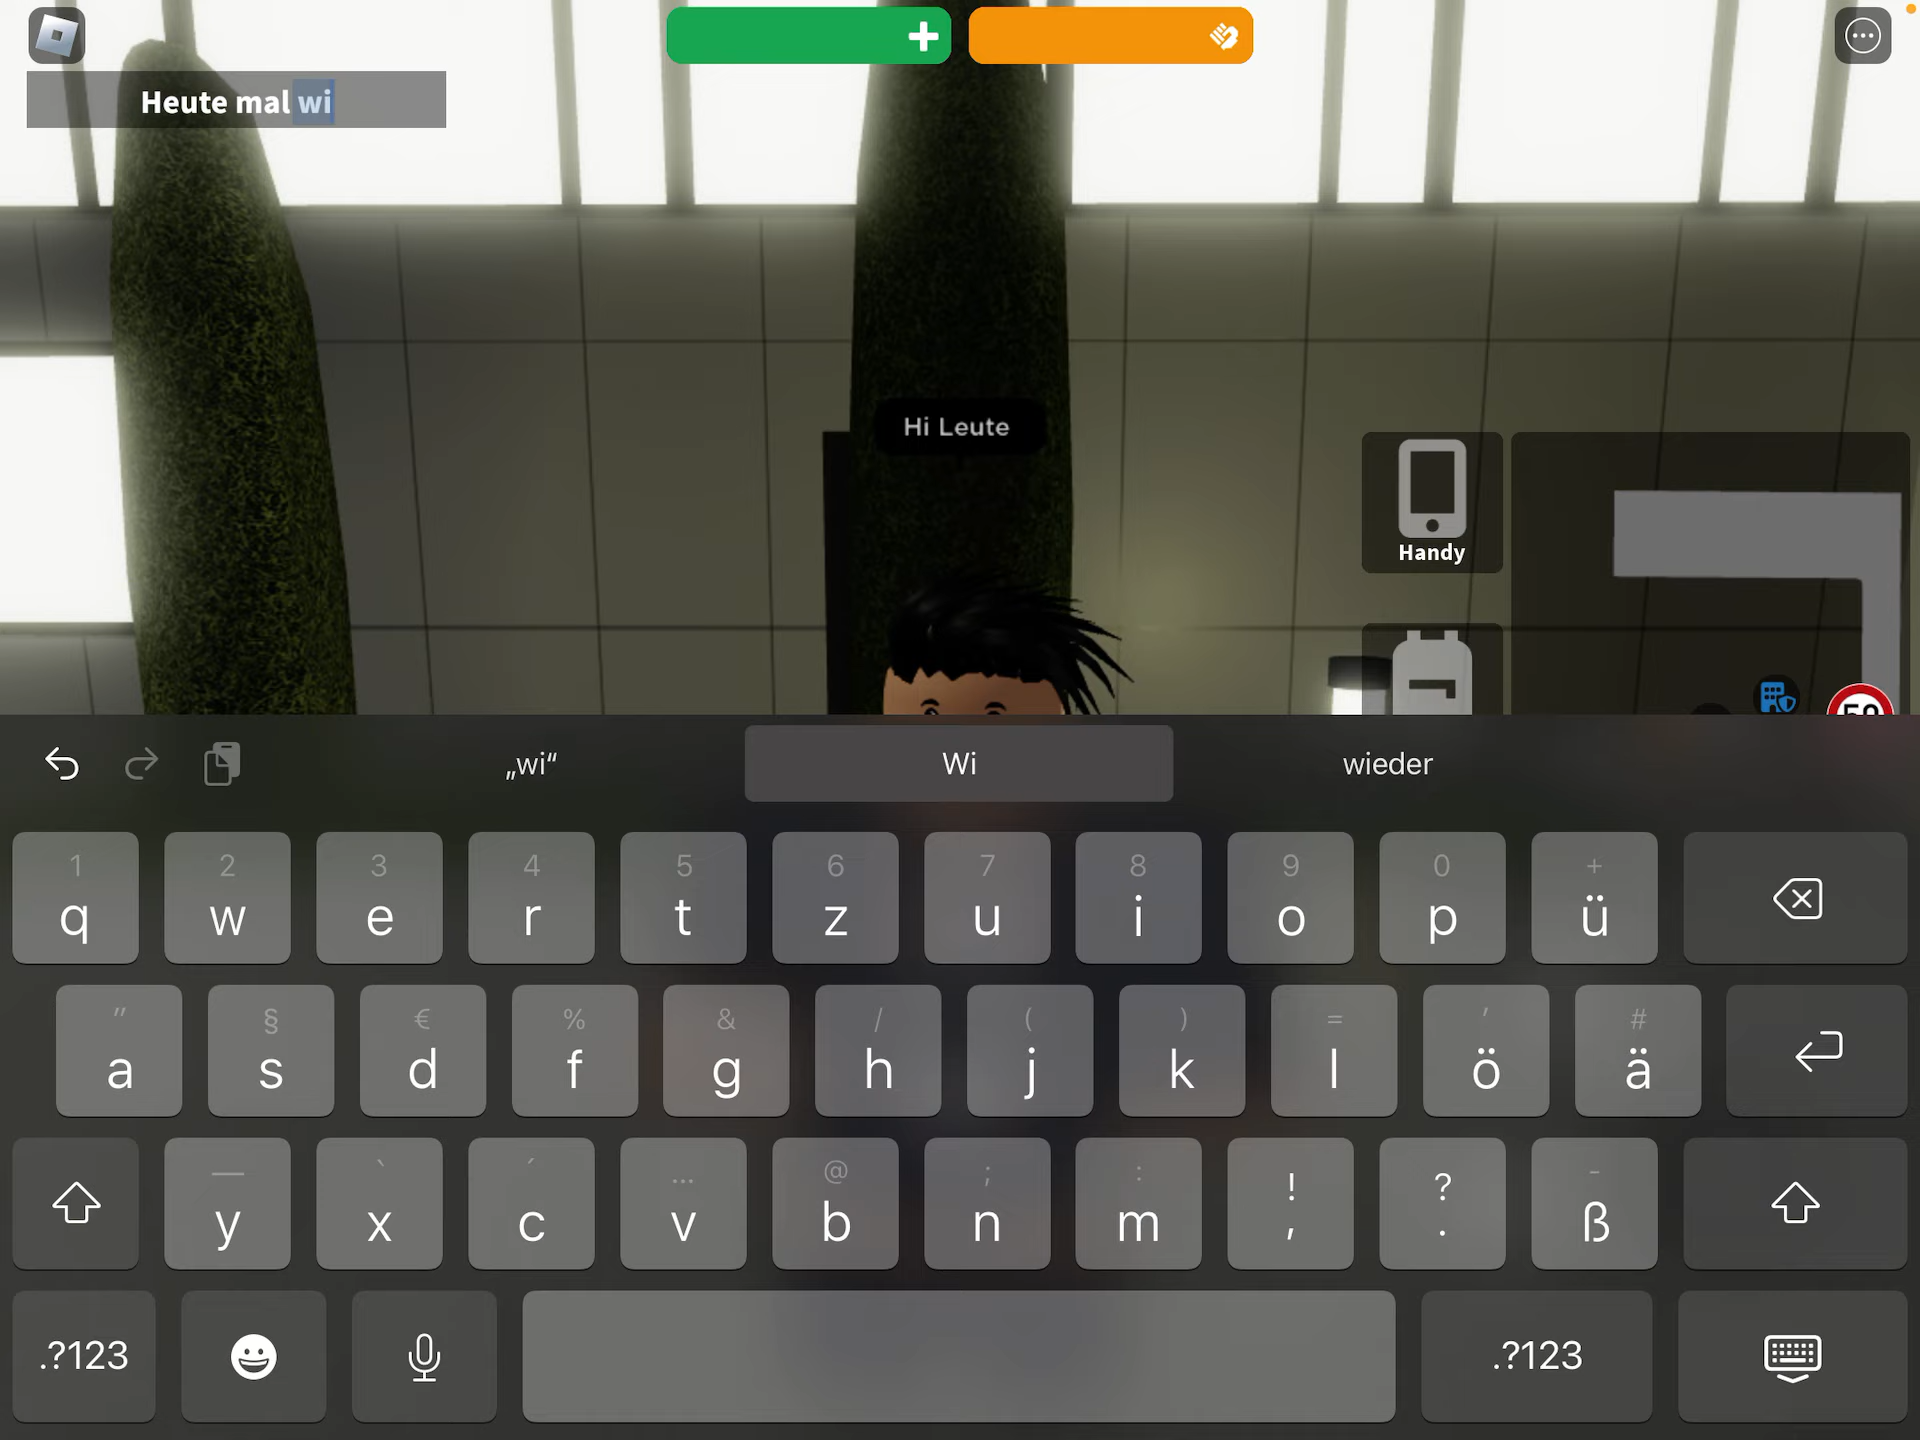 Heute mal wi
Hi Leute
Handy
50
„wi“ Wi wieder
1 2 3 4 5 6 7 8 9 0 +
q w e r t z u i o p ü
" § € % & / ( ) = ' #
a s d f g h j k l ö ä
— ` ´ ... @ ; : ! ? -
y x c v b n m , . ß
.?123 .?123